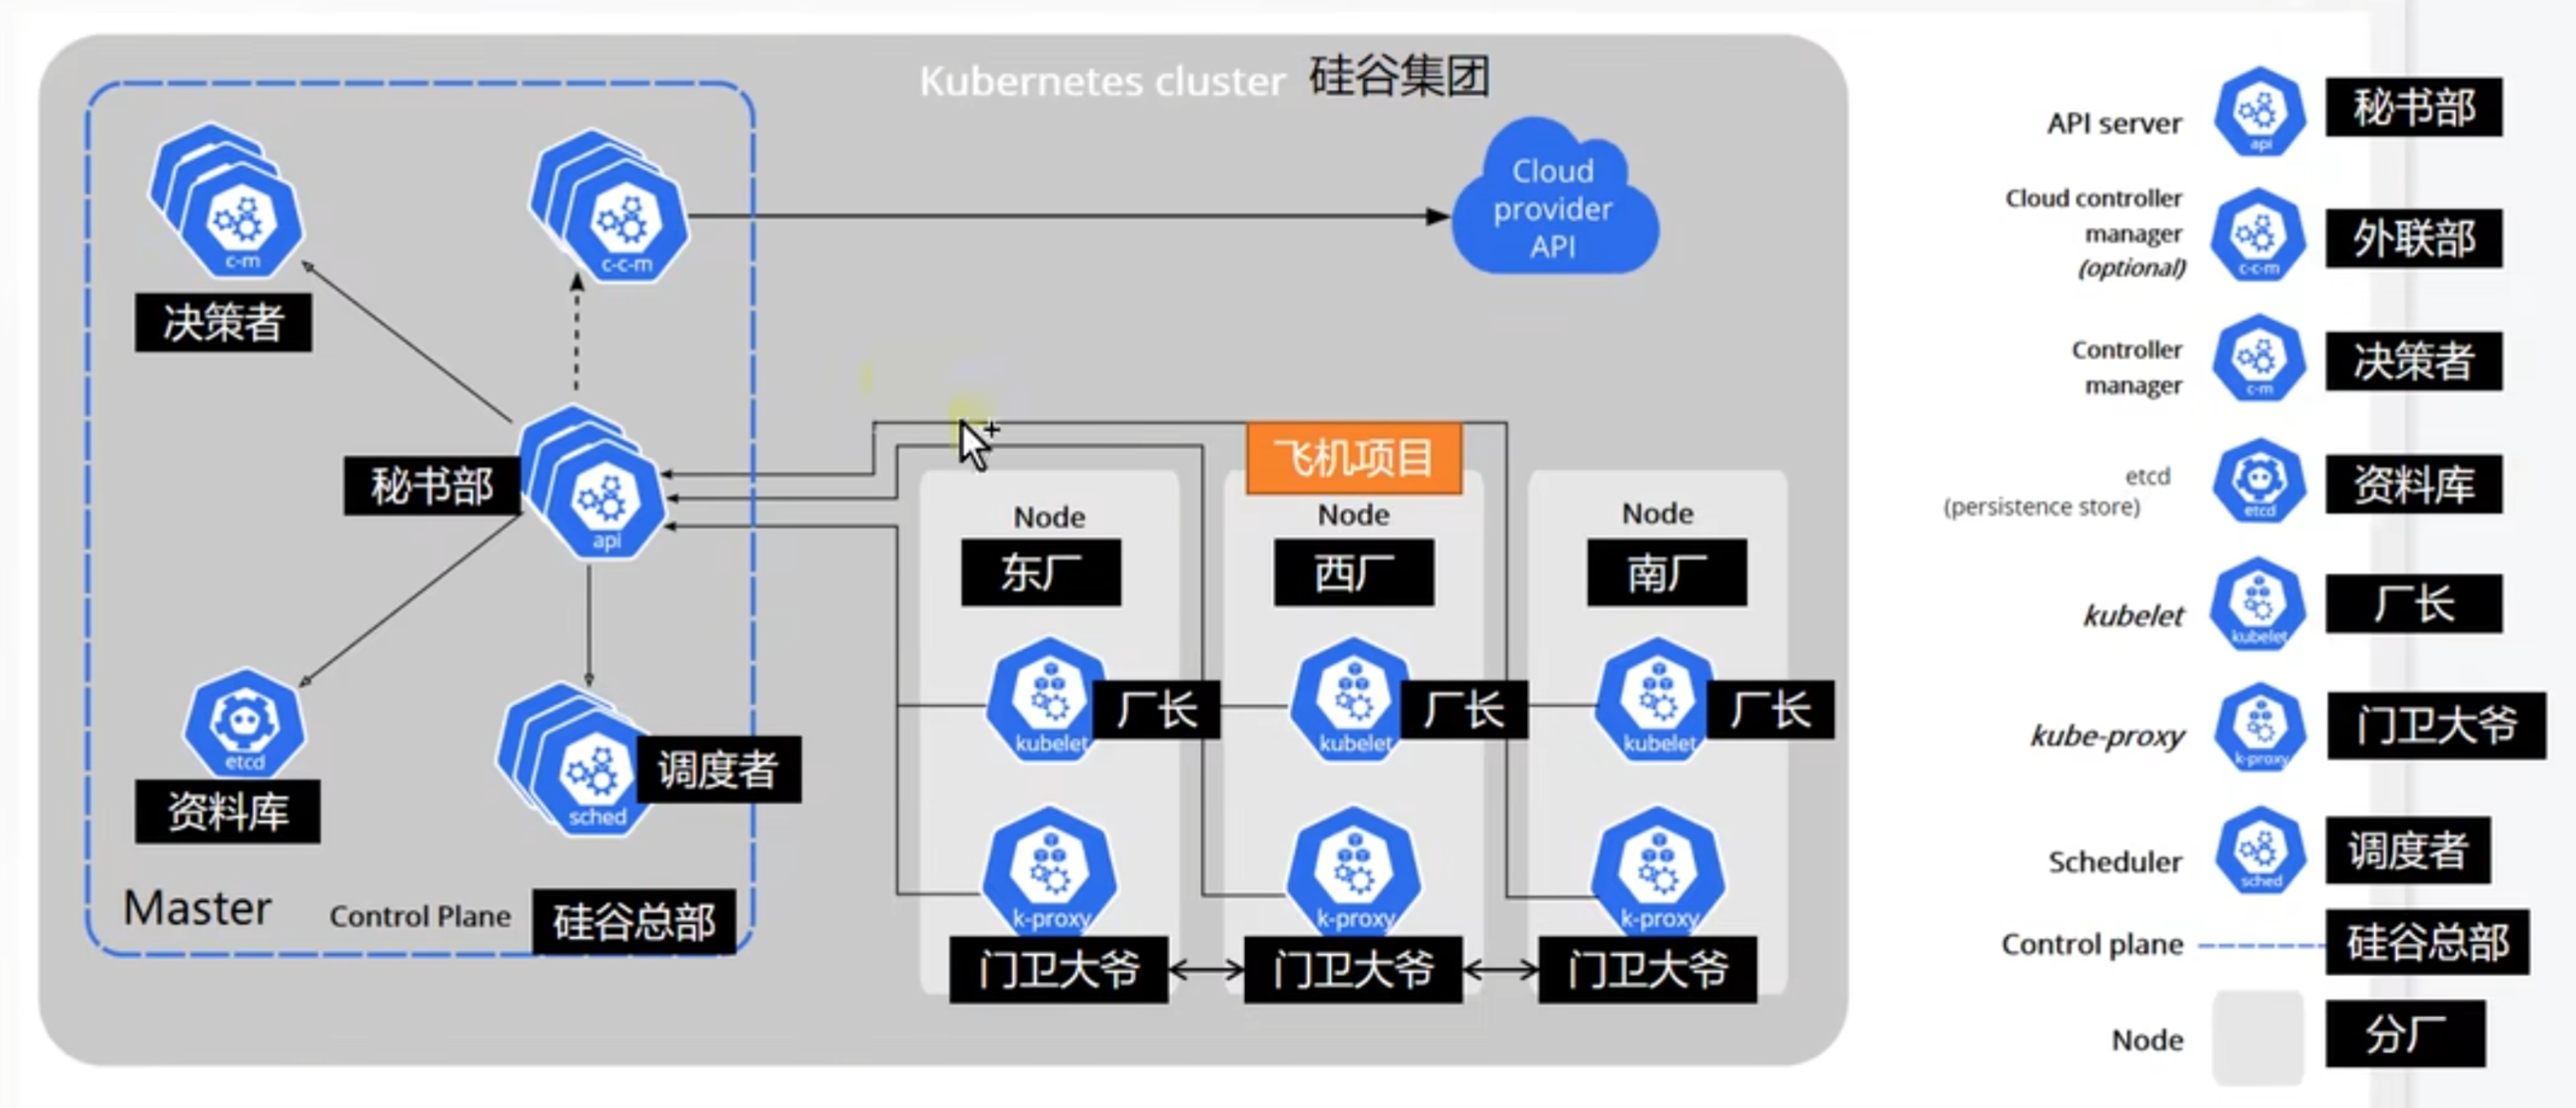 Kubernetes cluster 硅谷集团
c-m
决策者
c-c-m
Cloud
provider
API
秘书部
api
etcd
资料库
sched
调度者
Master
Control Plane
硅谷总部
飞机项目
Node
东厂
kubelet
厂长
k-proxy
门卫大爷
Node
西厂
kubelet
厂长
k-proxy
门卫大爷
Node
南厂
kubelet
厂长
k-proxy
门卫大爷
API server
api
秘书部
Cloud controller
manager
(optional)
c-c-m
外联部
Controller
manager
c-m
决策者
etcd
(persistence store)
etcd
资料库
kubelet
kubelet
厂长
kube-proxy
k-proxy
门卫大爷
Scheduler
sched
调度者
Control plane
硅谷总部
Node
分厂